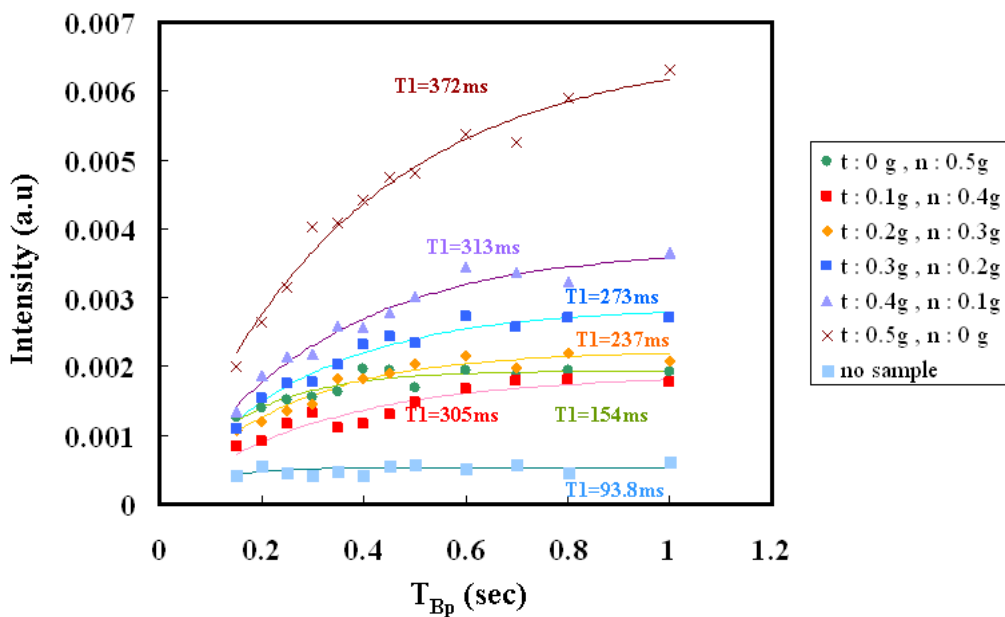 0.007
0.006
0.005
0.004
0.003
0.002
0.001
0
Intensity (a.u)
0
0.2
0.4
0.6
0.8
1
1.2
T_Bp (sec)
T1=372ms
T1=313ms
T1=273ms
T1=237ms
T1=305ms
T1=154ms
T1=93.8ms
t : 0 g , n : 0.5g
t : 0.1g , n : 0.4g
t : 0.2g , n : 0.3g
t : 0.3g , n : 0.2g
t : 0.4g , n : 0.1g
t : 0.5g , n : 0 g
no sample